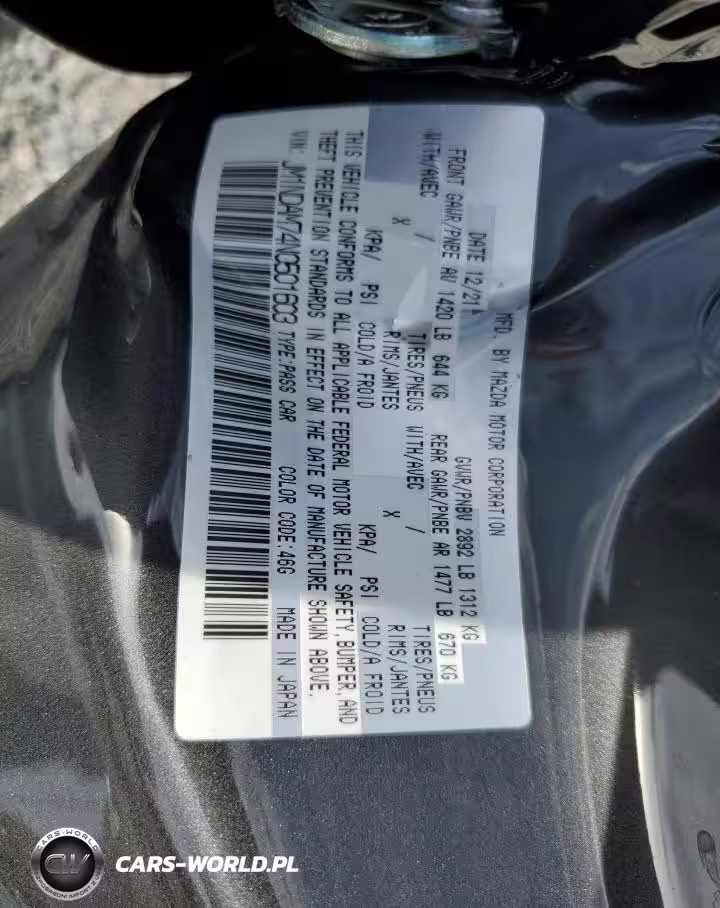 MFD. BY MAZDA MOTOR CORPORATION
DATE 12/21 GVWR/PNBV 2892 LB 1312 KG
FRONT GAWR/PNBE AV 1420 LB 644 KG REAR GAWR/PNBE AR 1477 LB 670 KG
WITH/AVEC / TIRES/PNEUS WITH/AVEC / TIRES/PNEUS
X RIMS/JANTES X RIMS/JANTES
KPA/ PSI COLD/A FROID KPA/ PSI COLD/A FROID
THIS VEHICLE CONFORMS TO ALL APPLICABLE FEDERAL MOTOR VEHICLE SAFETY, BUMPER, AND
THEFT PREVENTION STANDARDS IN EFFECT ON THE DATE OF MANUFACTURE SHOWN ABOVE.
VIN: JM1NDAM74N0501603 TYPE:PASS CAR COLOR CODE:46G MADE IN JAPAN
CARS-WORLD
CW
CARS-WORLD.PL